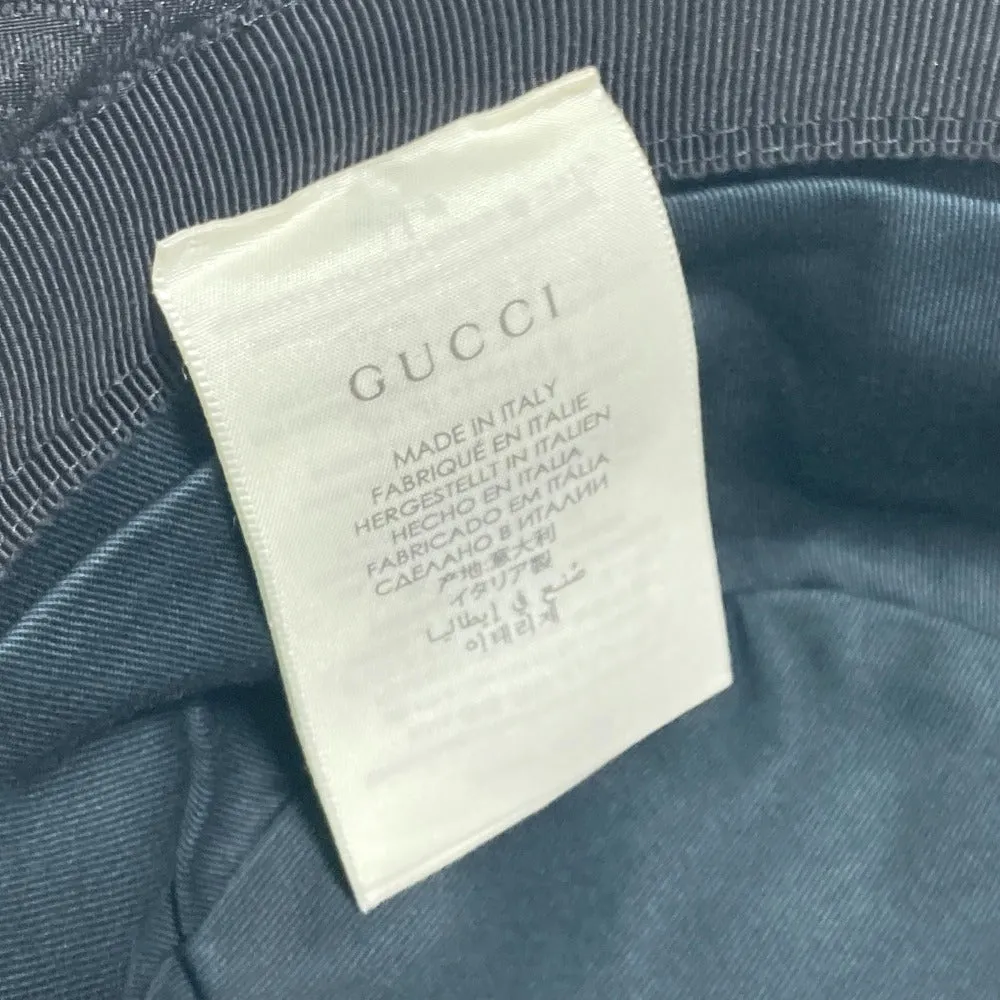 GUCCI
MADE IN ITALY
FABRIQUÉ EN ITALIE
HERGESTELLT IN ITALIEN
HECHO EN ITALIA
FABRICADO EM ITÁLIA
СДЕЛАНО В ИТАЛИИ
产地:意大利
イタリア製
صُنع في إيطاليا
이태리제